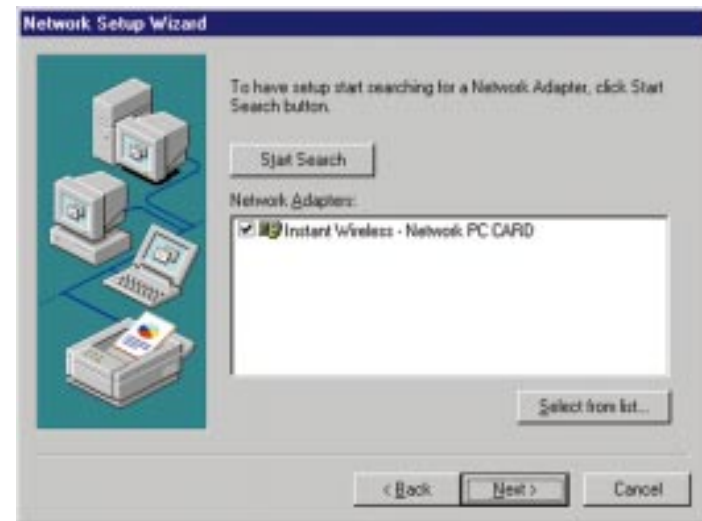 Network Setup Wizard
To have setup start searching for a Network Adapter, click Start
Search button.
Start Search
Network Adapters:
Instant Wireless - Network PC CARD
Select from list...
< Back
Next >
Cancel